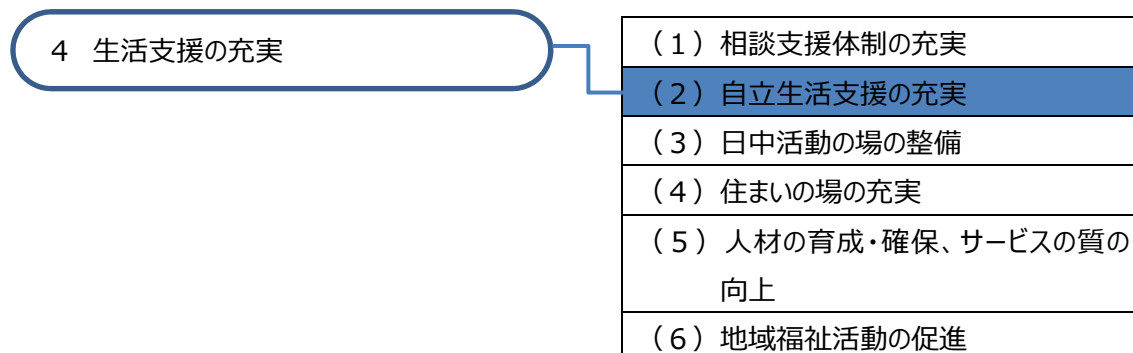 4　生活支援の充実
（1）相談支援体制の充実
（2）自立生活支援の充実
（3）日中活動の場の整備
（4）住まいの場の充実
（5）人材の育成・確保、サービスの質の
向上
（6）地域福祉活動の促進